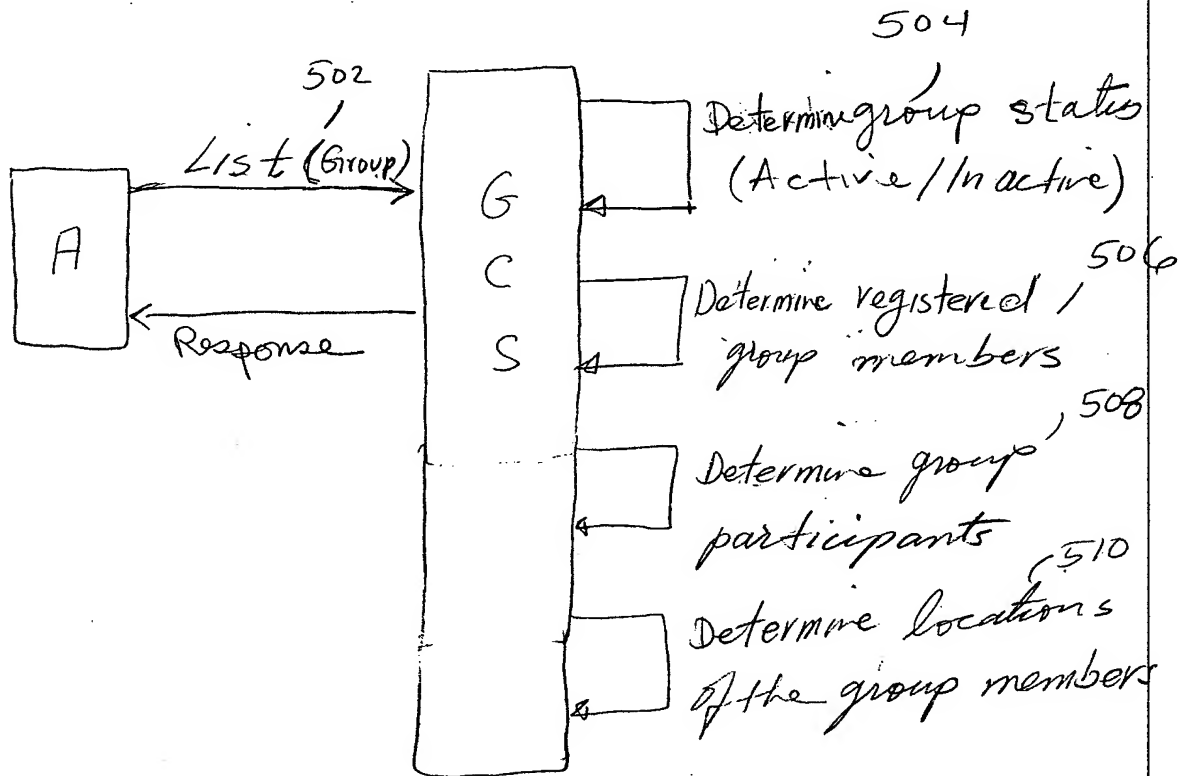 504
502
List (Group)
A
Response
G
C
S
Determine group status
(Active/Inactive)
506
Determine registered
group members
508
Determine group
participants
510
Determine locations
of the group members